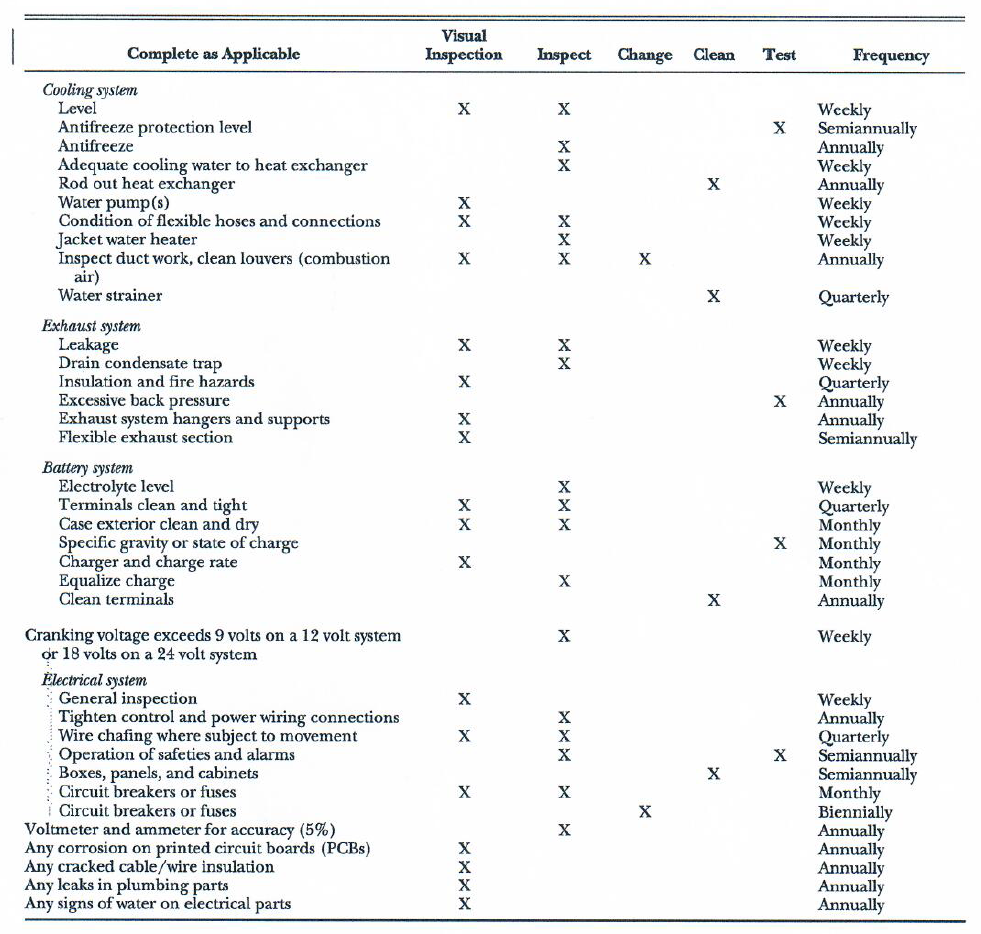 Complete as Applicable Visual Inspection Inspect Change Clean Test Frequency
Cooling system
Level X X Weekly
Antifreeze protection level X Semiannually
Antifreeze X Annually
Adequate cooling water to heat exchanger X Weekly
Rod out heat exchanger X Annually
Water pump(s) X Weekly
Condition of flexible hoses and connections X X Weekly
Jacket water heater X Weekly
Inspect duct work, clean louvers (combustion X X X Annually
air)
Water strainer X Quarterly
Exhaust system
Leakage X X Weekly
Drain condensate trap X Weekly
Insulation and fire hazards X Quarterly
Excessive back pressure X Annually
Exhaust system hangers and supports X Annually
Flexible exhaust section X Semiannually
Battery system
Electrolyte level X Weekly
Terminals clean and tight X X Quarterly
Case exterior clean and dry X X Monthly
Specific gravity or state of charge X Monthly
Charger and charge rate X Monthly
Equalize charge X Monthly
Clean terminals X Annually
Cranking voltage exceeds 9 volts on a 12 volt system X Weekly
or 18 volts on a 24 volt system
Electrical system
General inspection X Weekly
Tighten control and power wiring connections X Annually
Wire chafing where subject to movement X X Quarterly
Operation of safeties and alarms X X Semiannually
Boxes, panels, and cabinets X Semiannually
Circuit breakers or fuses X X Monthly
Circuit breakers or fuses X Biennially
Voltmeter and ammeter for accuracy (5%) X Annually
Any corrosion on printed circuit boards (PCBs) X Annually
Any cracked cable/wire insulation X Annually
Any leaks in plumbing parts X Annually
Any signs of water on electrical parts X Annually